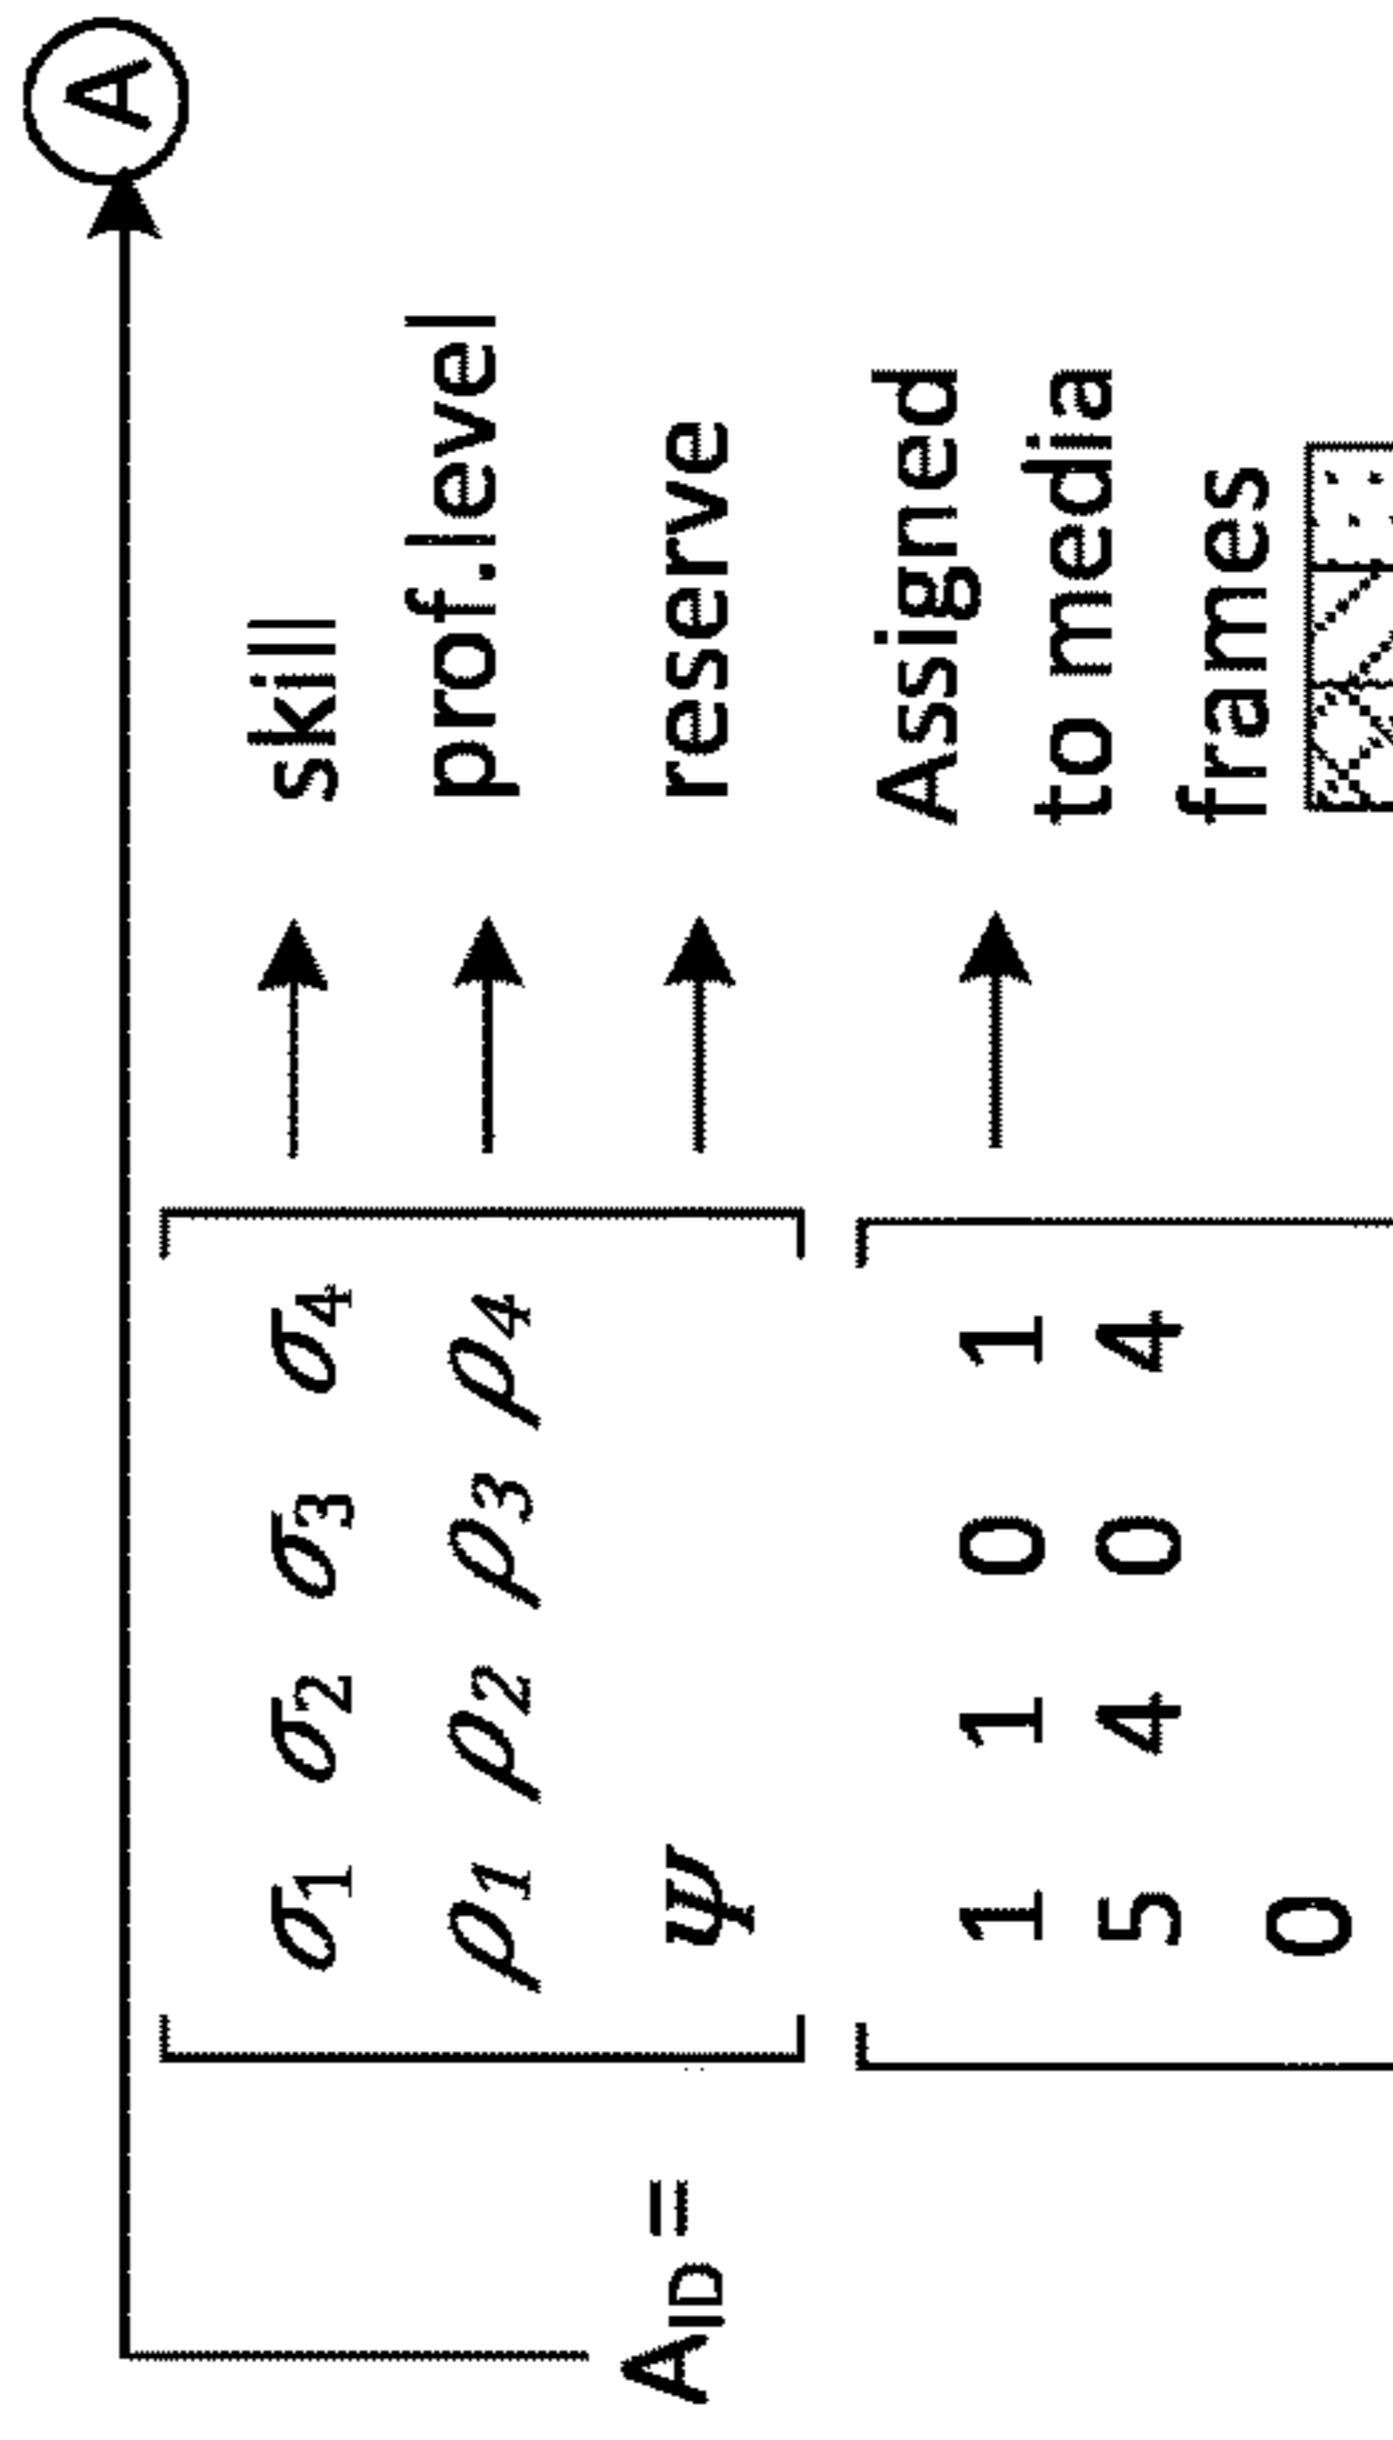 A
σ1 σ2 σ3 σ4 skill
ρ1 ρ2 ρ3 ρ4 prof.level
AID = ψ reserve
Assigned
1 1 0 1 to media
5 4 0 4 frames
0